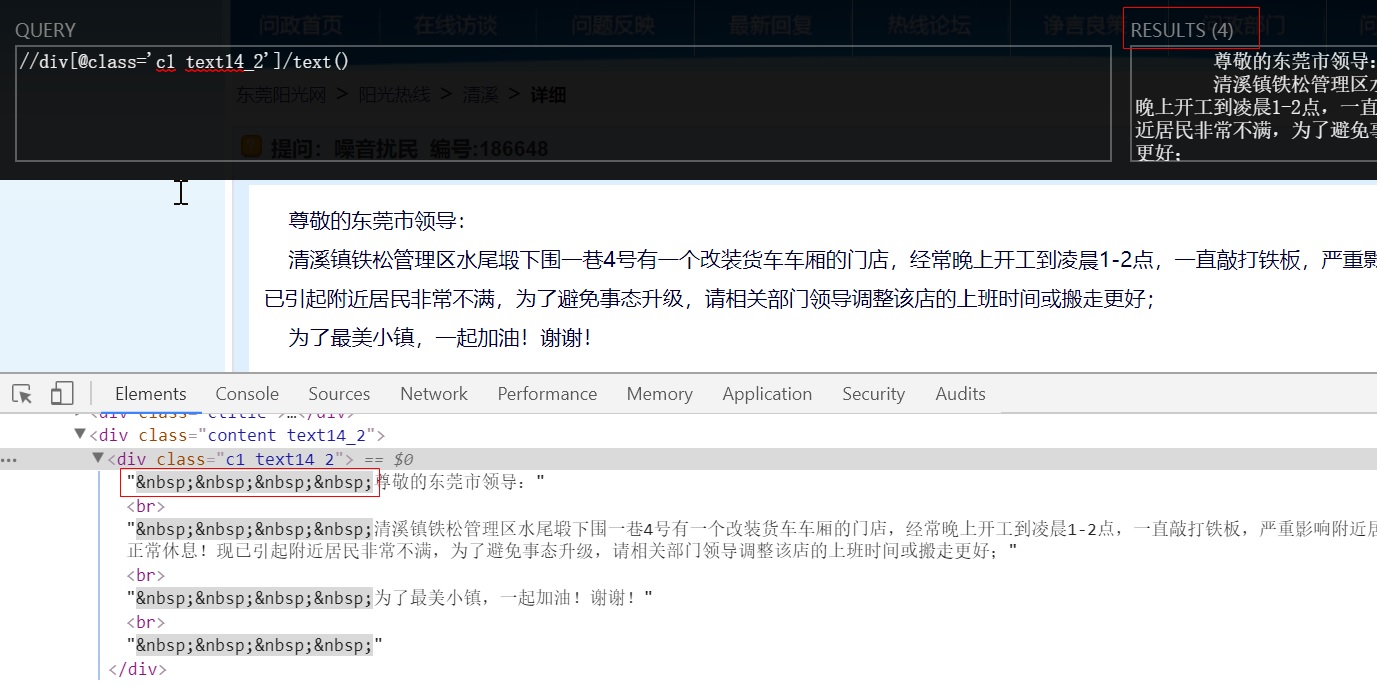 问政首页 在线访谈 问题反映 最新回复 热线论坛 诤言良策 问政部门
QUERY
RESULTS (4)
//div[@class='c1 text14_2']/text()
尊敬的东莞市领导:
清溪镇铁松管理区水
晚上开工到凌晨1-2点，一直
近居民非常不满，为了避免事
更好;
东莞阳光网 > 阳光热线 > 清溪 > 详细
提问：噪音扰民 编号:186648
尊敬的东莞市领导：
清溪镇铁松管理区水尾塅下围一巷4号有一个改装货车车厢的门店，经常晚上开工到凌晨1-2点，一直敲打铁板，严重影
已引起附近居民非常不满，为了避免事态升级，请相关部门领导调整该店的上班时间或搬走更好；
为了最美小镇，一起加油！谢谢！
Elements Console Sources Network Performance Memory Application Security Audits
<div class="ctitle">…</div>
<div class="content text14_2">
<div class="c1 text14_2"> == $0
"&nbsp;&nbsp;&nbsp;&nbsp;尊敬的东莞市领导："
<br>
"&nbsp;&nbsp;&nbsp;&nbsp;清溪镇铁松管理区水尾塅下围一巷4号有一个改装货车车厢的门店，经常晚上开工到凌晨1-2点，一直敲打铁板，严重影响附近居
正常休息！现已引起附近居民非常不满，为了避免事态升级，请相关部门领导调整该店的上班时间或搬走更好；"
<br>
"&nbsp;&nbsp;&nbsp;&nbsp;为了最美小镇，一起加油！谢谢！"
<br>
"&nbsp;&nbsp;&nbsp;&nbsp;"
</div>